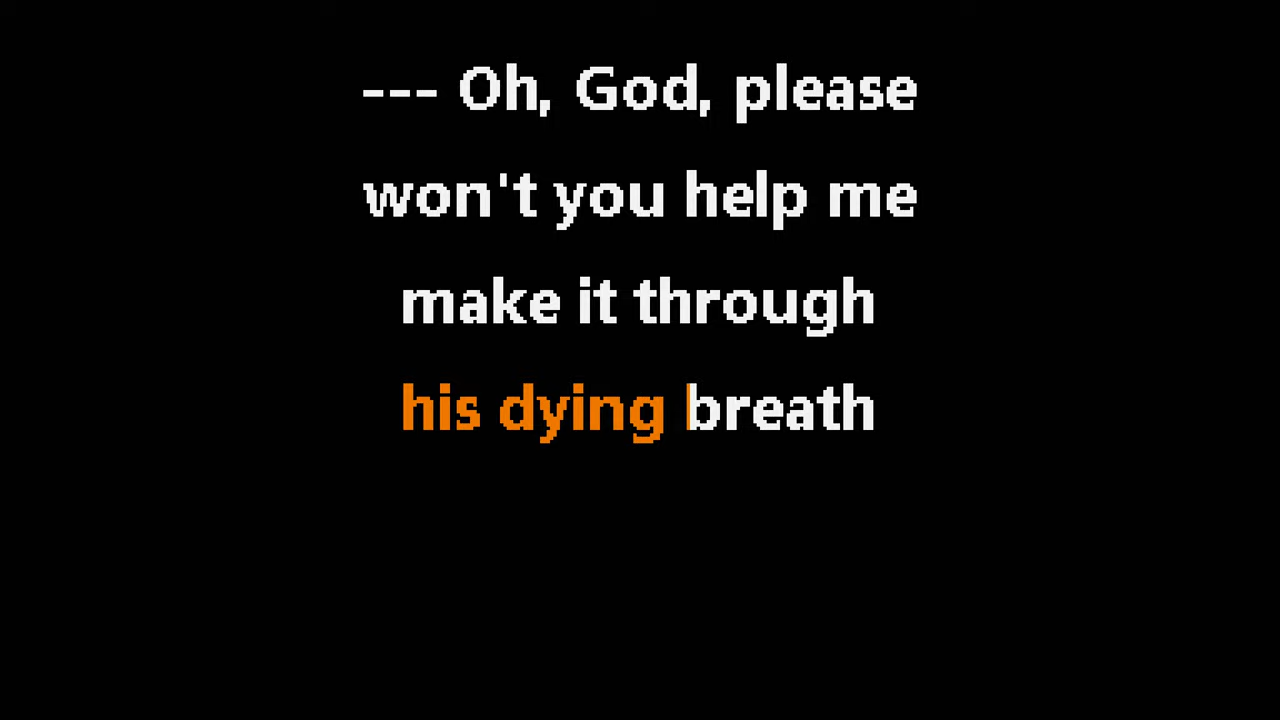 --- Oh, God, please
won't you help me
make it through
his dying breath